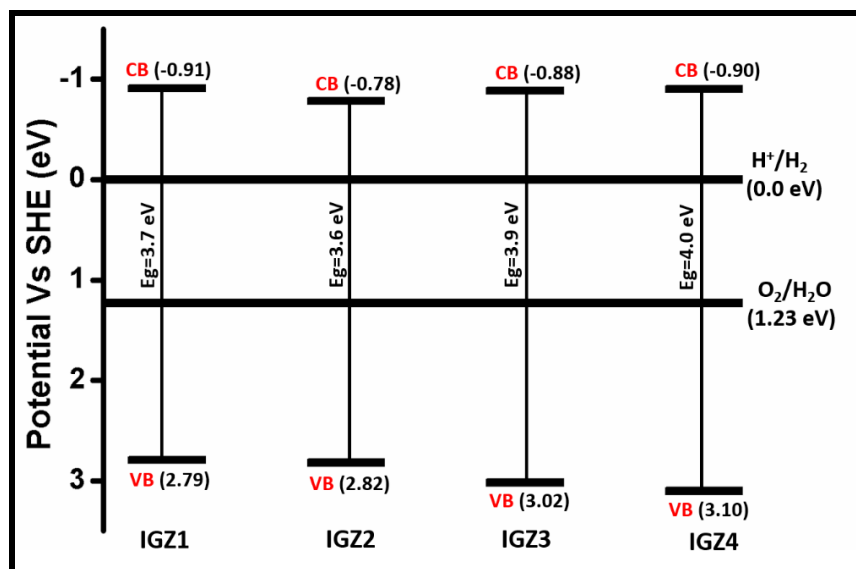 CB (-0.91)
CB (-0.78)
CB (-0.88)
CB (-0.90)
-1
0
1
2
3
Potential Vs SHE (eV)
H⁺/H₂
(0.0 eV)
Eg=3.7 eV
Eg=3.6 eV
Eg=3.9 eV
Eg=4.0 eV
O₂/H₂O
(1.23 eV)
VB (2.79)
VB (2.82)
VB (3.02)
VB (3.10)
IGZ1
IGZ2
IGZ3
IGZ4